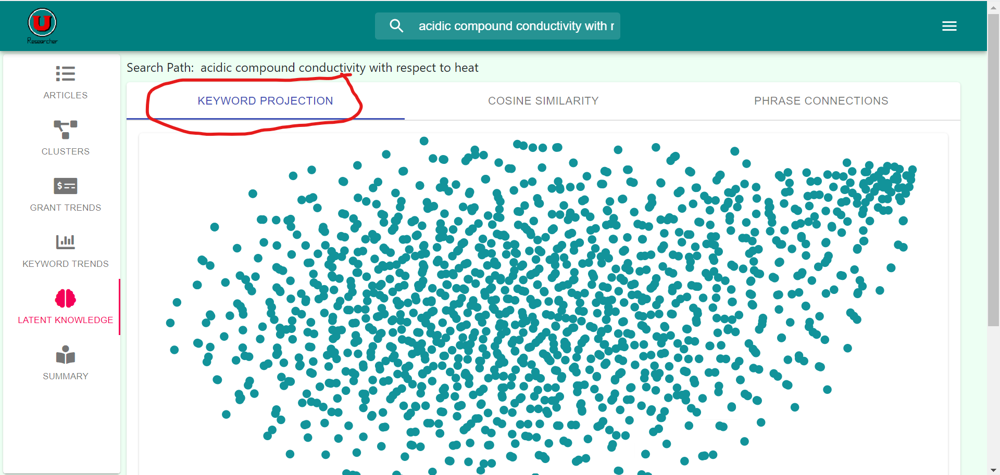 U
Researcher
acidic compound conductivity with r
ARTICLES
CLUSTERS
GRANT TRENDS
KEYWORD TRENDS
LATENT KNOWLEDGE
SUMMARY
Search Path: acidic compound conductivity with respect to heat
KEYWORD PROJECTION COSINE SIMILARITY PHRASE CONNECTIONS